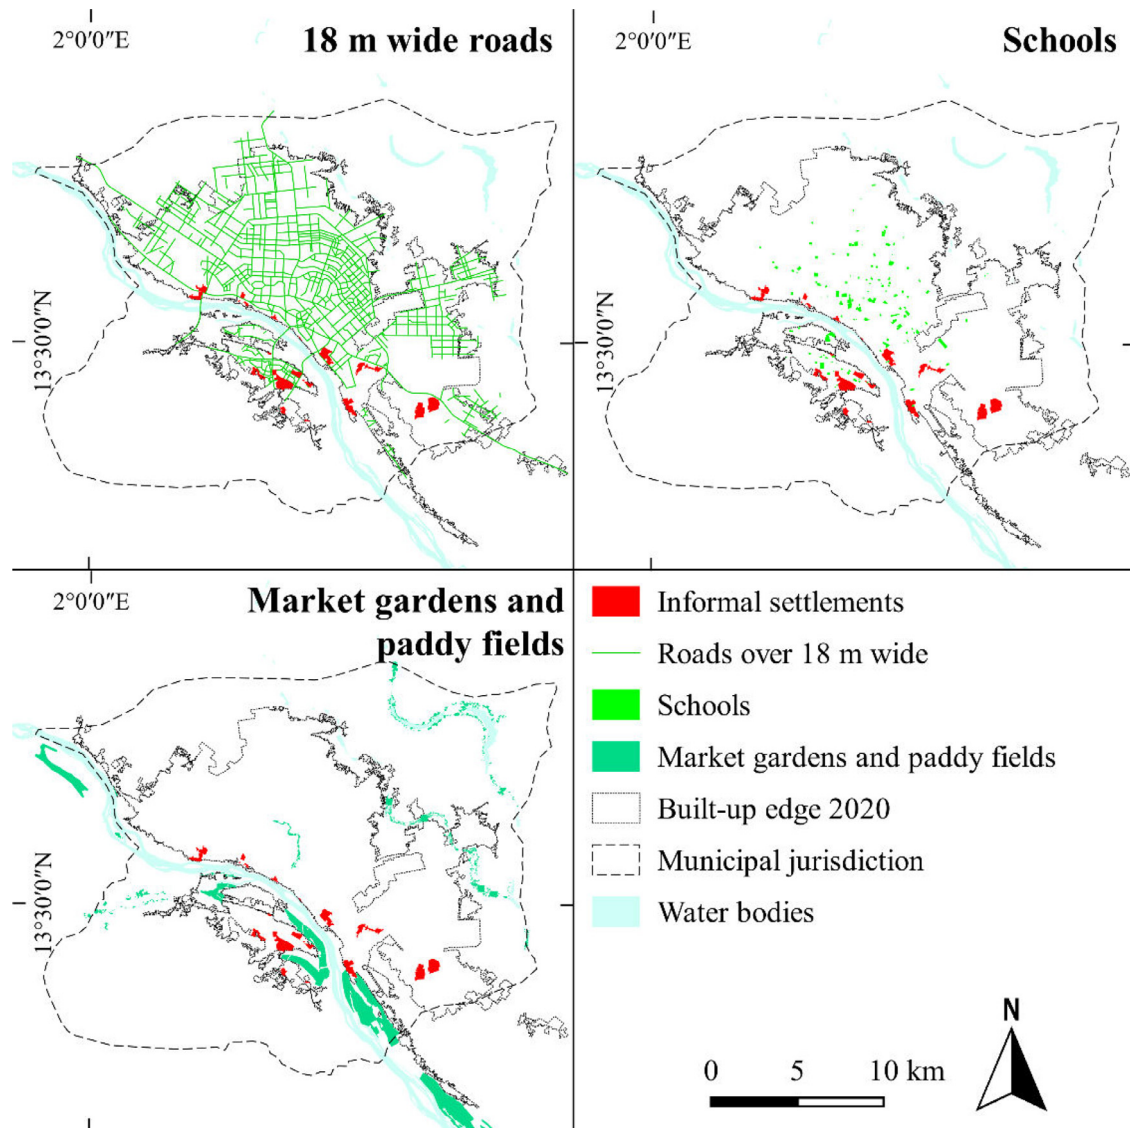 2°0′0″E
18 m wide roads
2°0′0″E
Schools
13°30′0″N
13°30′0″N
2°0′0″E
Market gardens and
paddy fields
13°30′0″N
Informal settlements
Roads over 18 m wide
Schools
Market gardens and paddy fields
Built-up edge 2020
Municipal jurisdiction
Water bodies
N
0 5 10 km